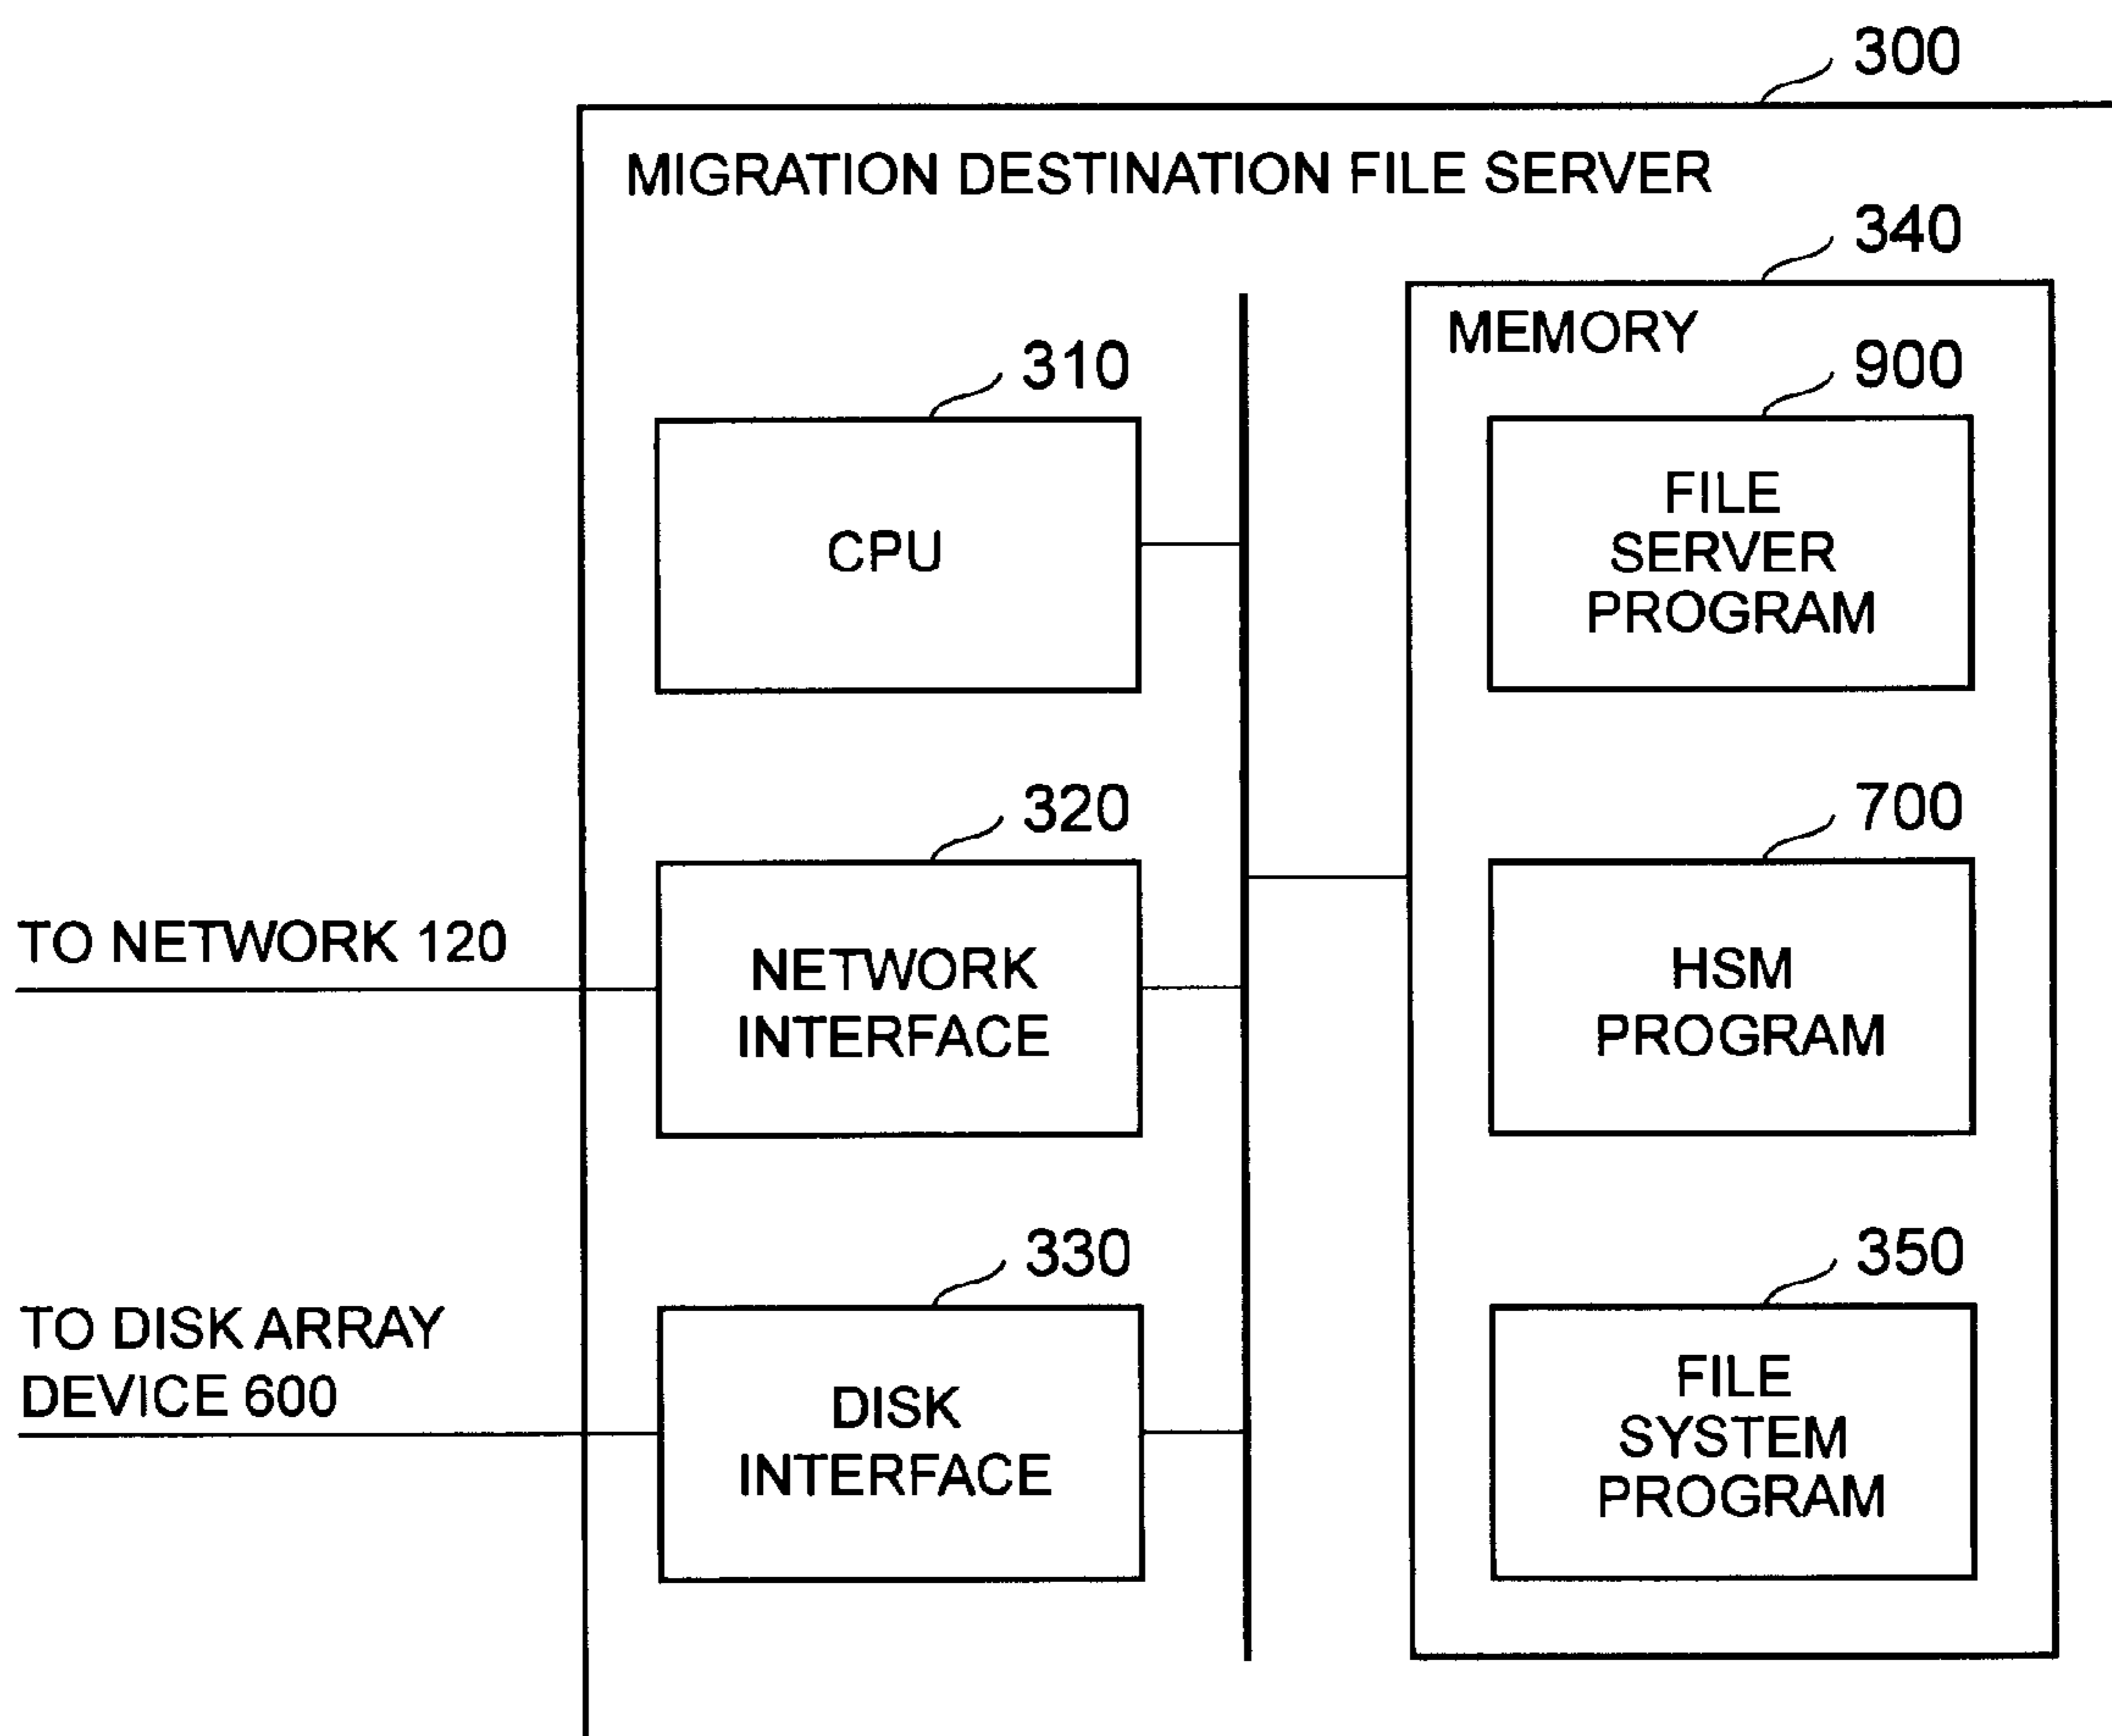 300
MIGRATION DESTINATION FILE SERVER
340
MEMORY
310
CPU
900
FILE
SERVER
PROGRAM
320
TO NETWORK 120
NETWORK
INTERFACE
700
HSM
PROGRAM
330
TO DISK ARRAY
DEVICE 600
DISK
INTERFACE
350
FILE
SYSTEM
PROGRAM